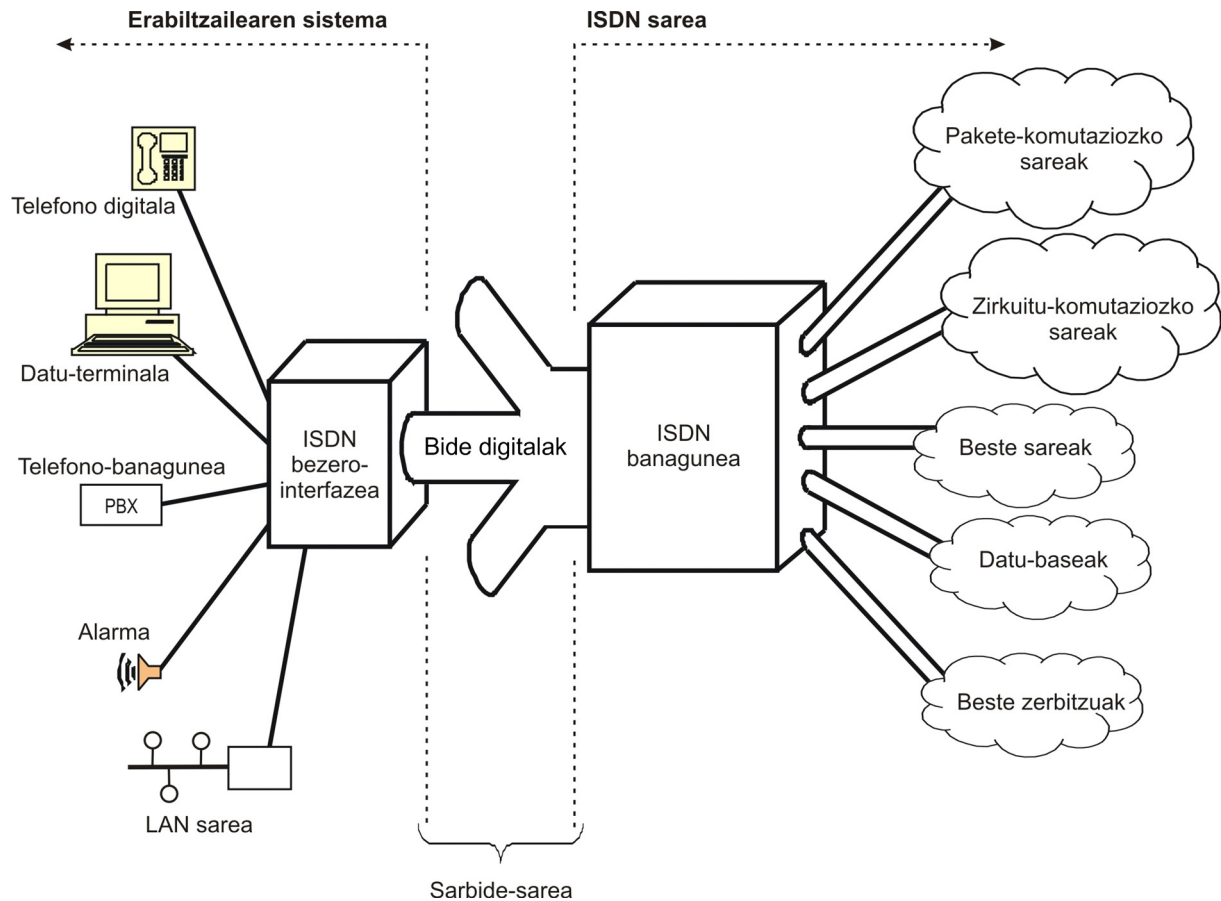 Erabiltzailearen sistema
ISDN sarea
Telefono digitala
Datu-terminala
Telefono-banagunea
PBX
Alarma
LAN sarea
ISDN
bezero-
interfazea
Bide digitalak
Sarbide-sarea
ISDN
banagunea
Pakete-komutaziozko
sareak
Zirkuitu-komutaziozko
sareak
Beste sareak
Datu-baseak
Beste zerbitzuak